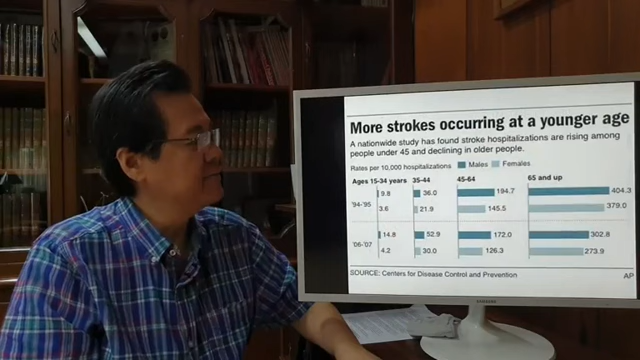 More strokes occurring at a younger age
A nationwide study has found stroke hospitalizations are rising among
people under 45 and declining in older people.
Rates per 10,000 hospitalizations Males Females
Ages 15-34 years 35-44 45-64 65 and up
'94-'95
9.8 36.0 194.7 404.3
3.6 21.9 145.5 379.0
'06-'07
14.8 52.9 172.0 302.8
4.2 30.0 126.3 273.9
SOURCE: Centers for Disease Control and Prevention AP
SAMSUNG